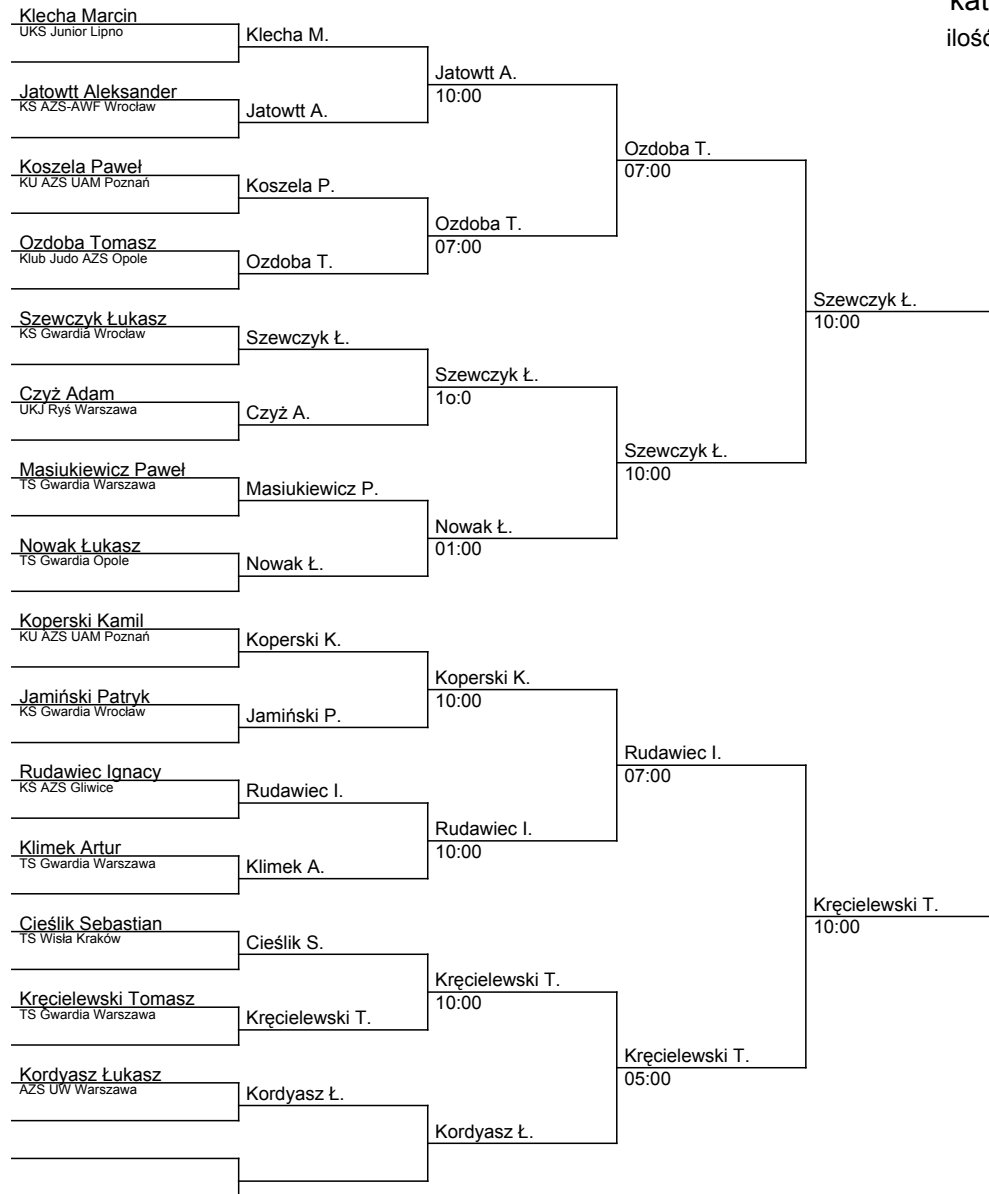 kat
ilość
Klecha Marcin
UKS Junior Lipno
Jatowtt Aleksander
KS AZS-AWF Wrocław
Koszela Paweł
KU AZS UAM Poznań
Ozdoba Tomasz
Klub Judo AZS Opole
Szewczyk Łukasz
KS Gwardia Wrocław
Czyż Adam
UKJ Ryś Warszawa
Masiukiewicz Paweł
TS Gwardia Warszawa
Nowak Łukasz
TS Gwardia Opole
Koperski Kamil
KU AZS UAM Poznań
Jamiński Patryk
KS Gwardia Wrocław
Rudawiec Ignacy
KŚ AZS Gliwice
Klimek Artur
TS Gwardia Warszawa
Cieślik Sebastian
TS Wisła Kraków
Kręcielewski Tomasz
TS Gwardia Warszawa
Kordyasz Łukasz
AZS UW Warszawa
Klecha M.
Jatowtt A.
Koszela P.
Ozdoba T.
Szewczyk Ł.
Czyż A.
Masiukiewicz P.
Nowak Ł.
Koperski K.
Jamiński P.
Rudawiec I.
Klimek A.
Cieślik S.
Kręcielewski T.
Kordyasz Ł.
Jatowtt A.
10:00
Ozdoba T.
07:00
Szewczyk Ł.
1o:0
Nowak Ł.
01:00
Koperski K.
10:00
Rudawiec I.
10:00
Kręcielewski T.
10:00
Kordyasz Ł.
Ozdoba T.
07:00
Szewczyk Ł.
10:00
Rudawiec I.
07:00
Kręcielewski T.
05:00
Szewczyk Ł.
10:00
Kręcielewski T.
10:00